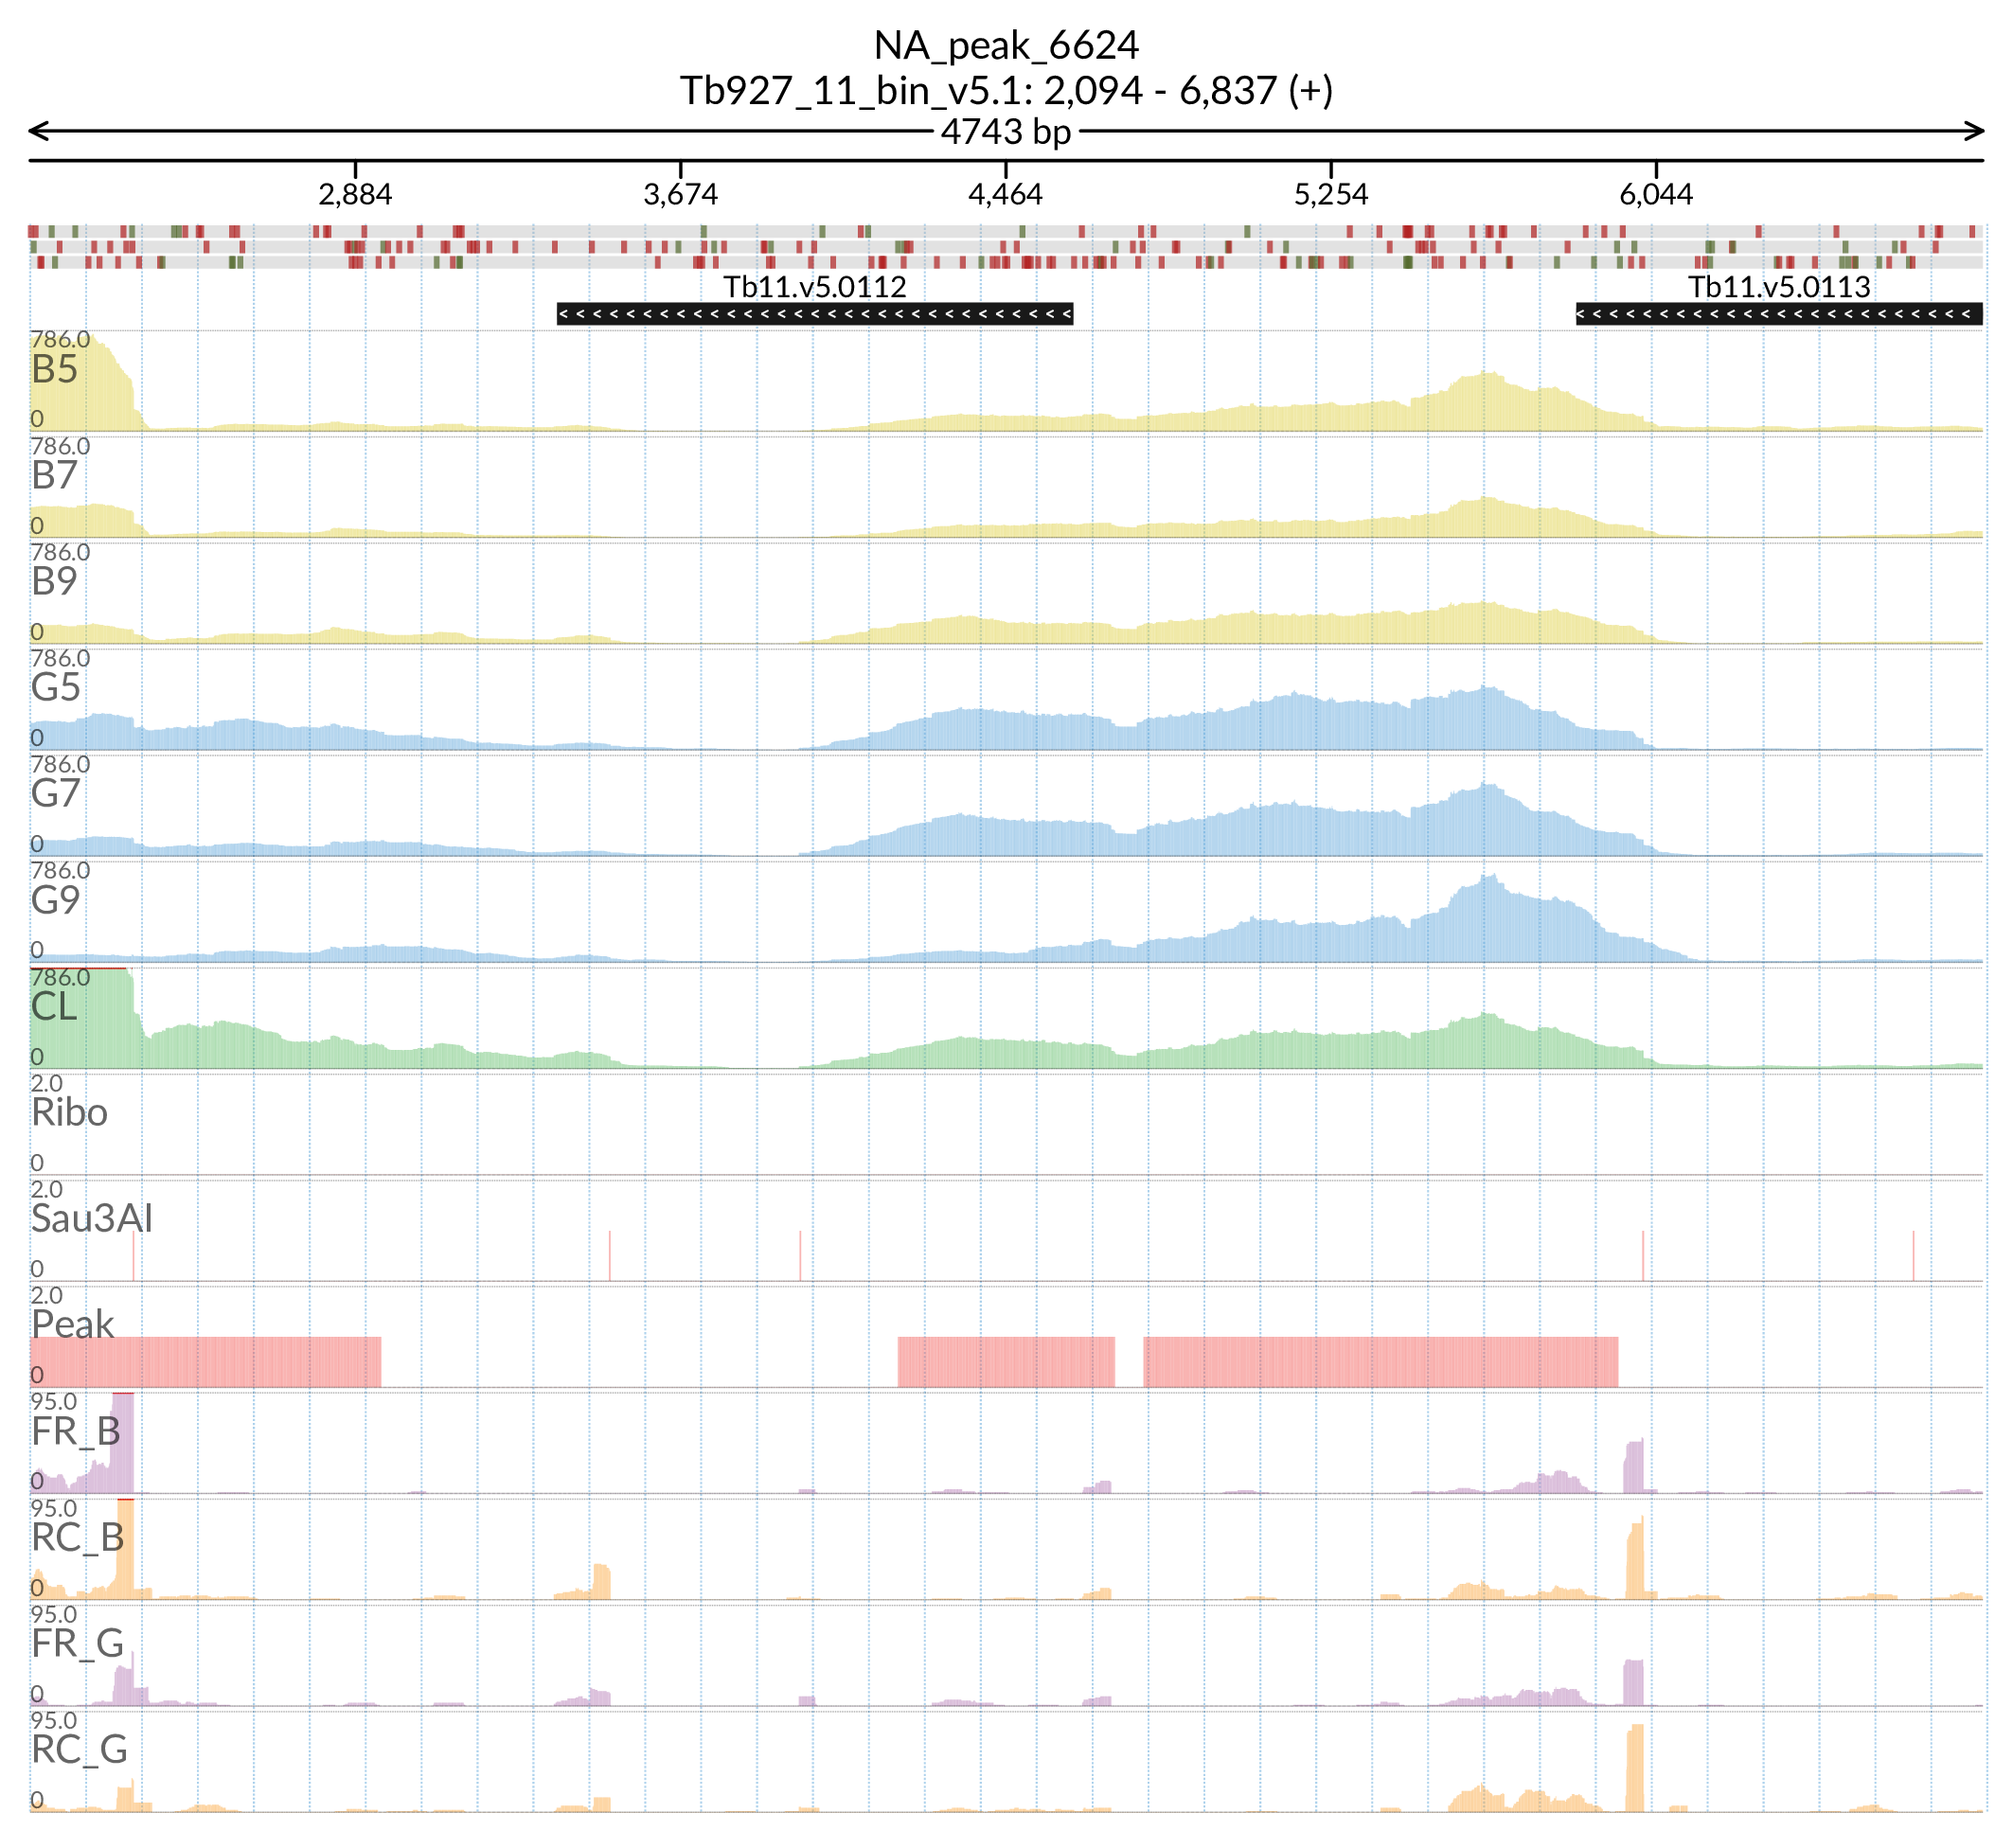 NA_peak_6624
Tb927_11_bin_v5.1: 2,094 - 6,837 (+)
4743 bp
2,884 3,674 4,464 5,254 6,044
Tb11.v5.0112 Tb11.v5.0113
786.0
B5
0
786.0
B7
0
786.0
B9
0
786.0
G5
0
786.0
G7
0
786.0
G9
0
786.0
CL
0
2.0
Ribo
0
2.0
Sau3AI
0
2.0
Peak
0
95.0
FR_B
0
95.0
RC_B
0
95.0
FR_G
0
95.0
RC_G
0